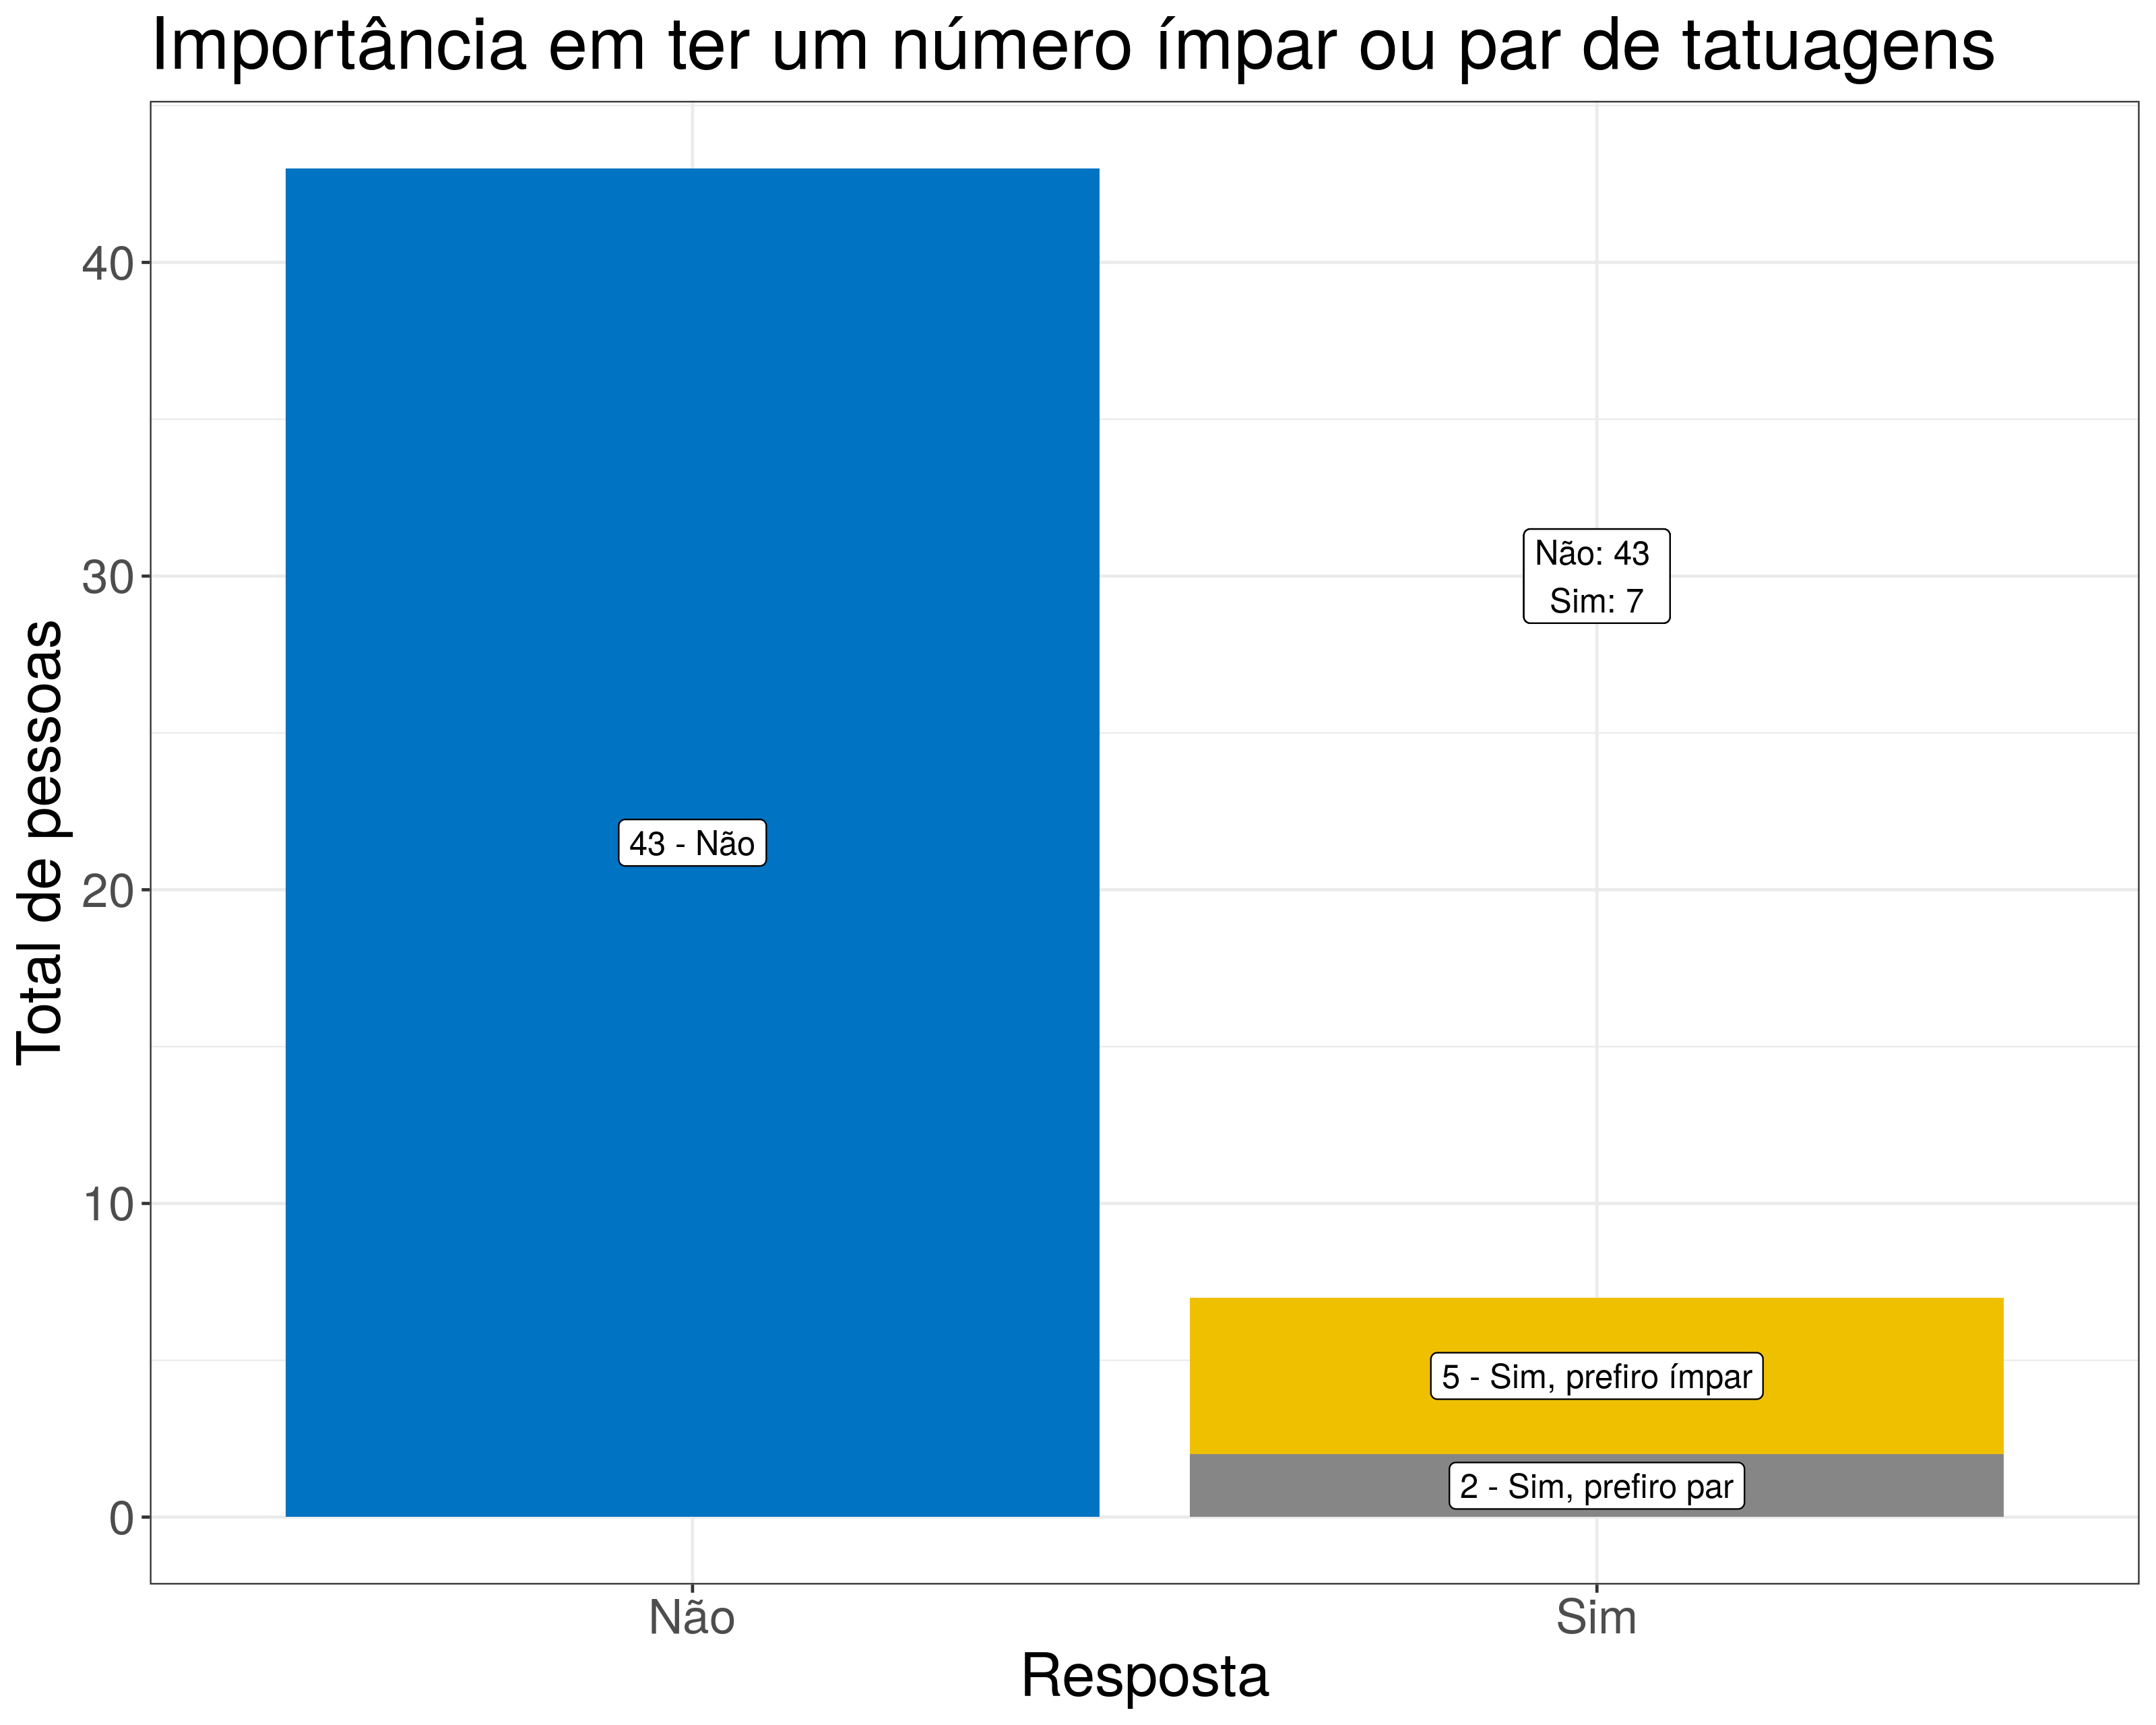 Importância em ter um número ímpar ou par de tatuagens
Total de pessoas
40
30
20
10
0
43 - Não
Não: 43
Sim: 7
5 - Sim, prefiro ímpar
2 - Sim, prefiro par
Não
Sim
Resposta